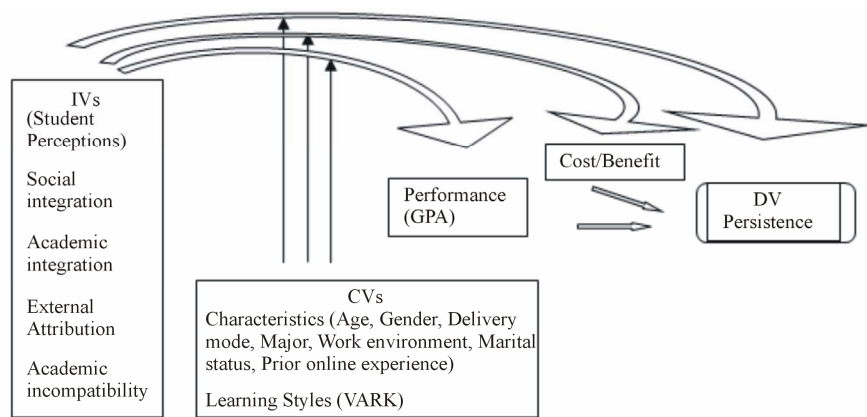 IVs
(Student
Perceptions)
Social
integration
Academic
integration
External
Attribution
Academic
incompatibility
Performance
(GPA)
Cost/Benefit
DV
Persistence
CVs
Characteristics (Age, Gender, Delivery
mode, Major, Work environment, Marital
status, Prior online experience)
Learning Styles (VARK)